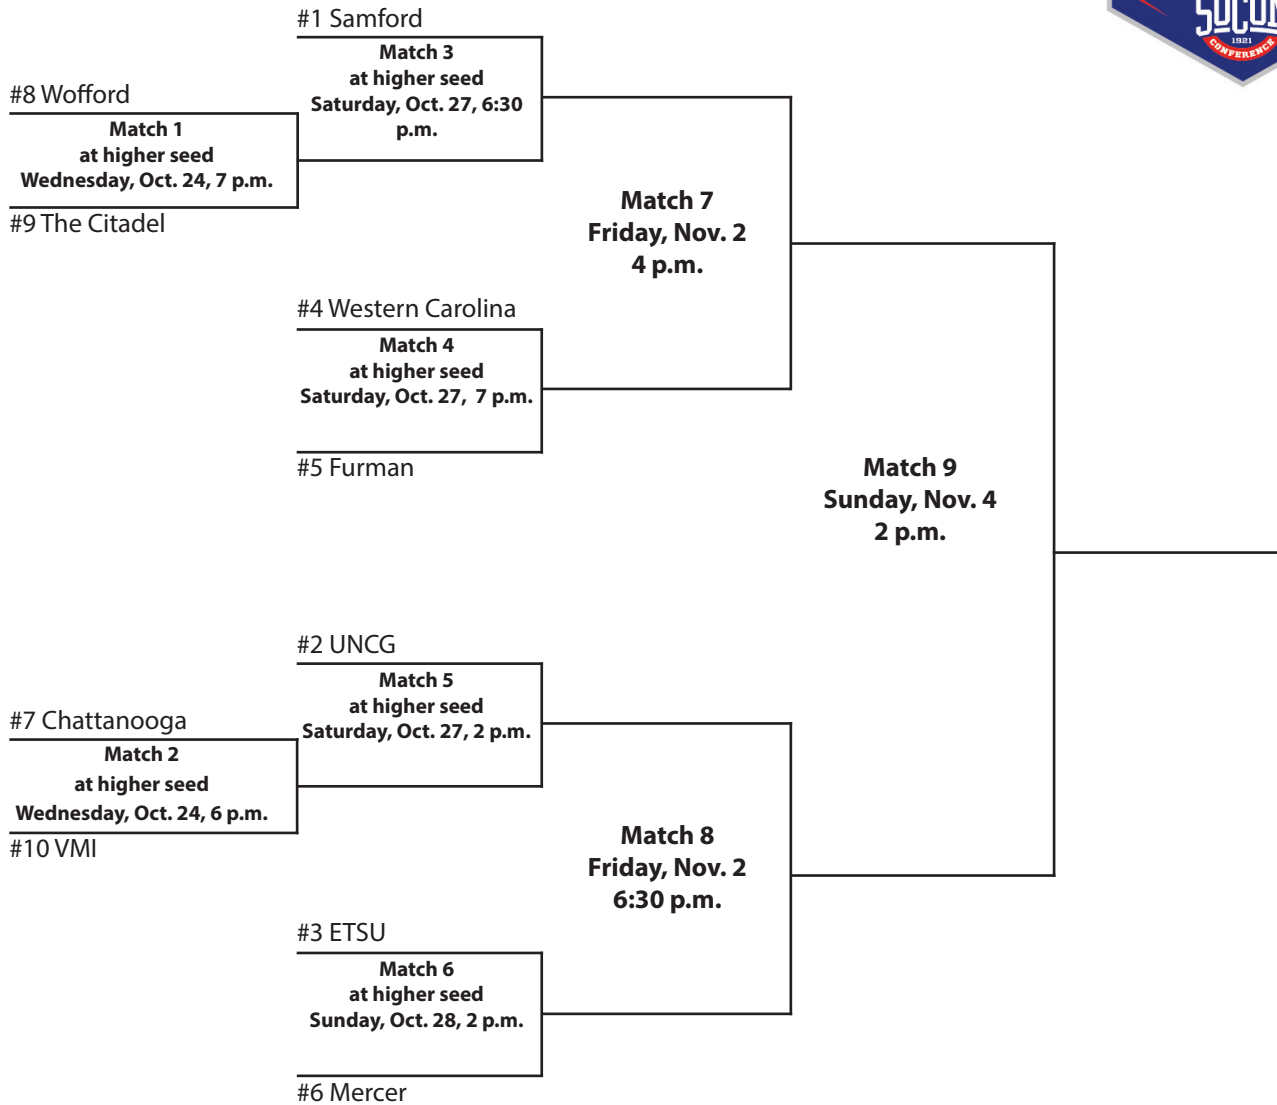 #1 Samford
Match 3
at higher seed
Saturday, Oct. 27, 6:30
p.m.
1921
CONFERENCE
#8 Wofford
Match 1
at higher seed
Wednesday, Oct. 24, 7 p.m.
#9 The Citadel
Match 7
Friday, Nov. 2
4 p.m.
#4 Western Carolina
Match 4
at higher seed
Saturday, Oct. 27, 7 p.m.
#5 Furman
Match 9
Sunday, Nov. 4
2 p.m.
#2 UNCG
Match 5
at higher seed
Saturday, Oct. 27, 2 p.m.
#7 Chattanooga
Match 2
at higher seed
Wednesday, Oct. 24, 6 p.m.
#10 VMI
Match 8
Friday, Nov. 2
6:30 p.m.
#3 ETSU
Match 6
at higher seed
Sunday, Oct. 28, 2 p.m.
#6 Mercer